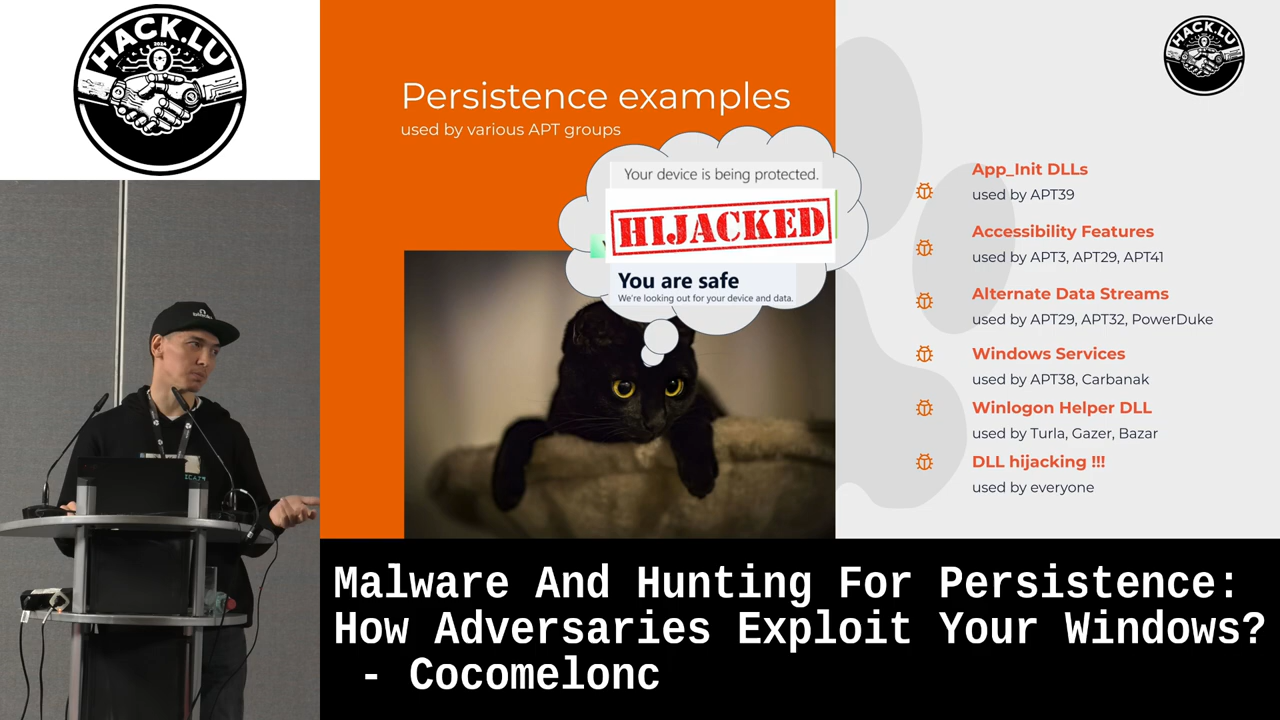 HACK.LU
2024
Persistence examples
used by various APT groups
Your device is being protected.
HIJACKED
You are safe
We're looking out for your device and data.
HACK.LU
App_Init DLLs
used by APT39
Accessibility Features
used by APT3, APT29, APT41
Alternate Data Streams
used by APT29, APT32, PowerDuke
Windows Services
used by APT38, Carbanak
Winlogon Helper DLL
used by Turla, Gazer, Bazar
DLL hijacking !!!
used by everyone
Malware And Hunting For Persistence:
How Adversaries Exploit Your Windows?
- Cocomelonc